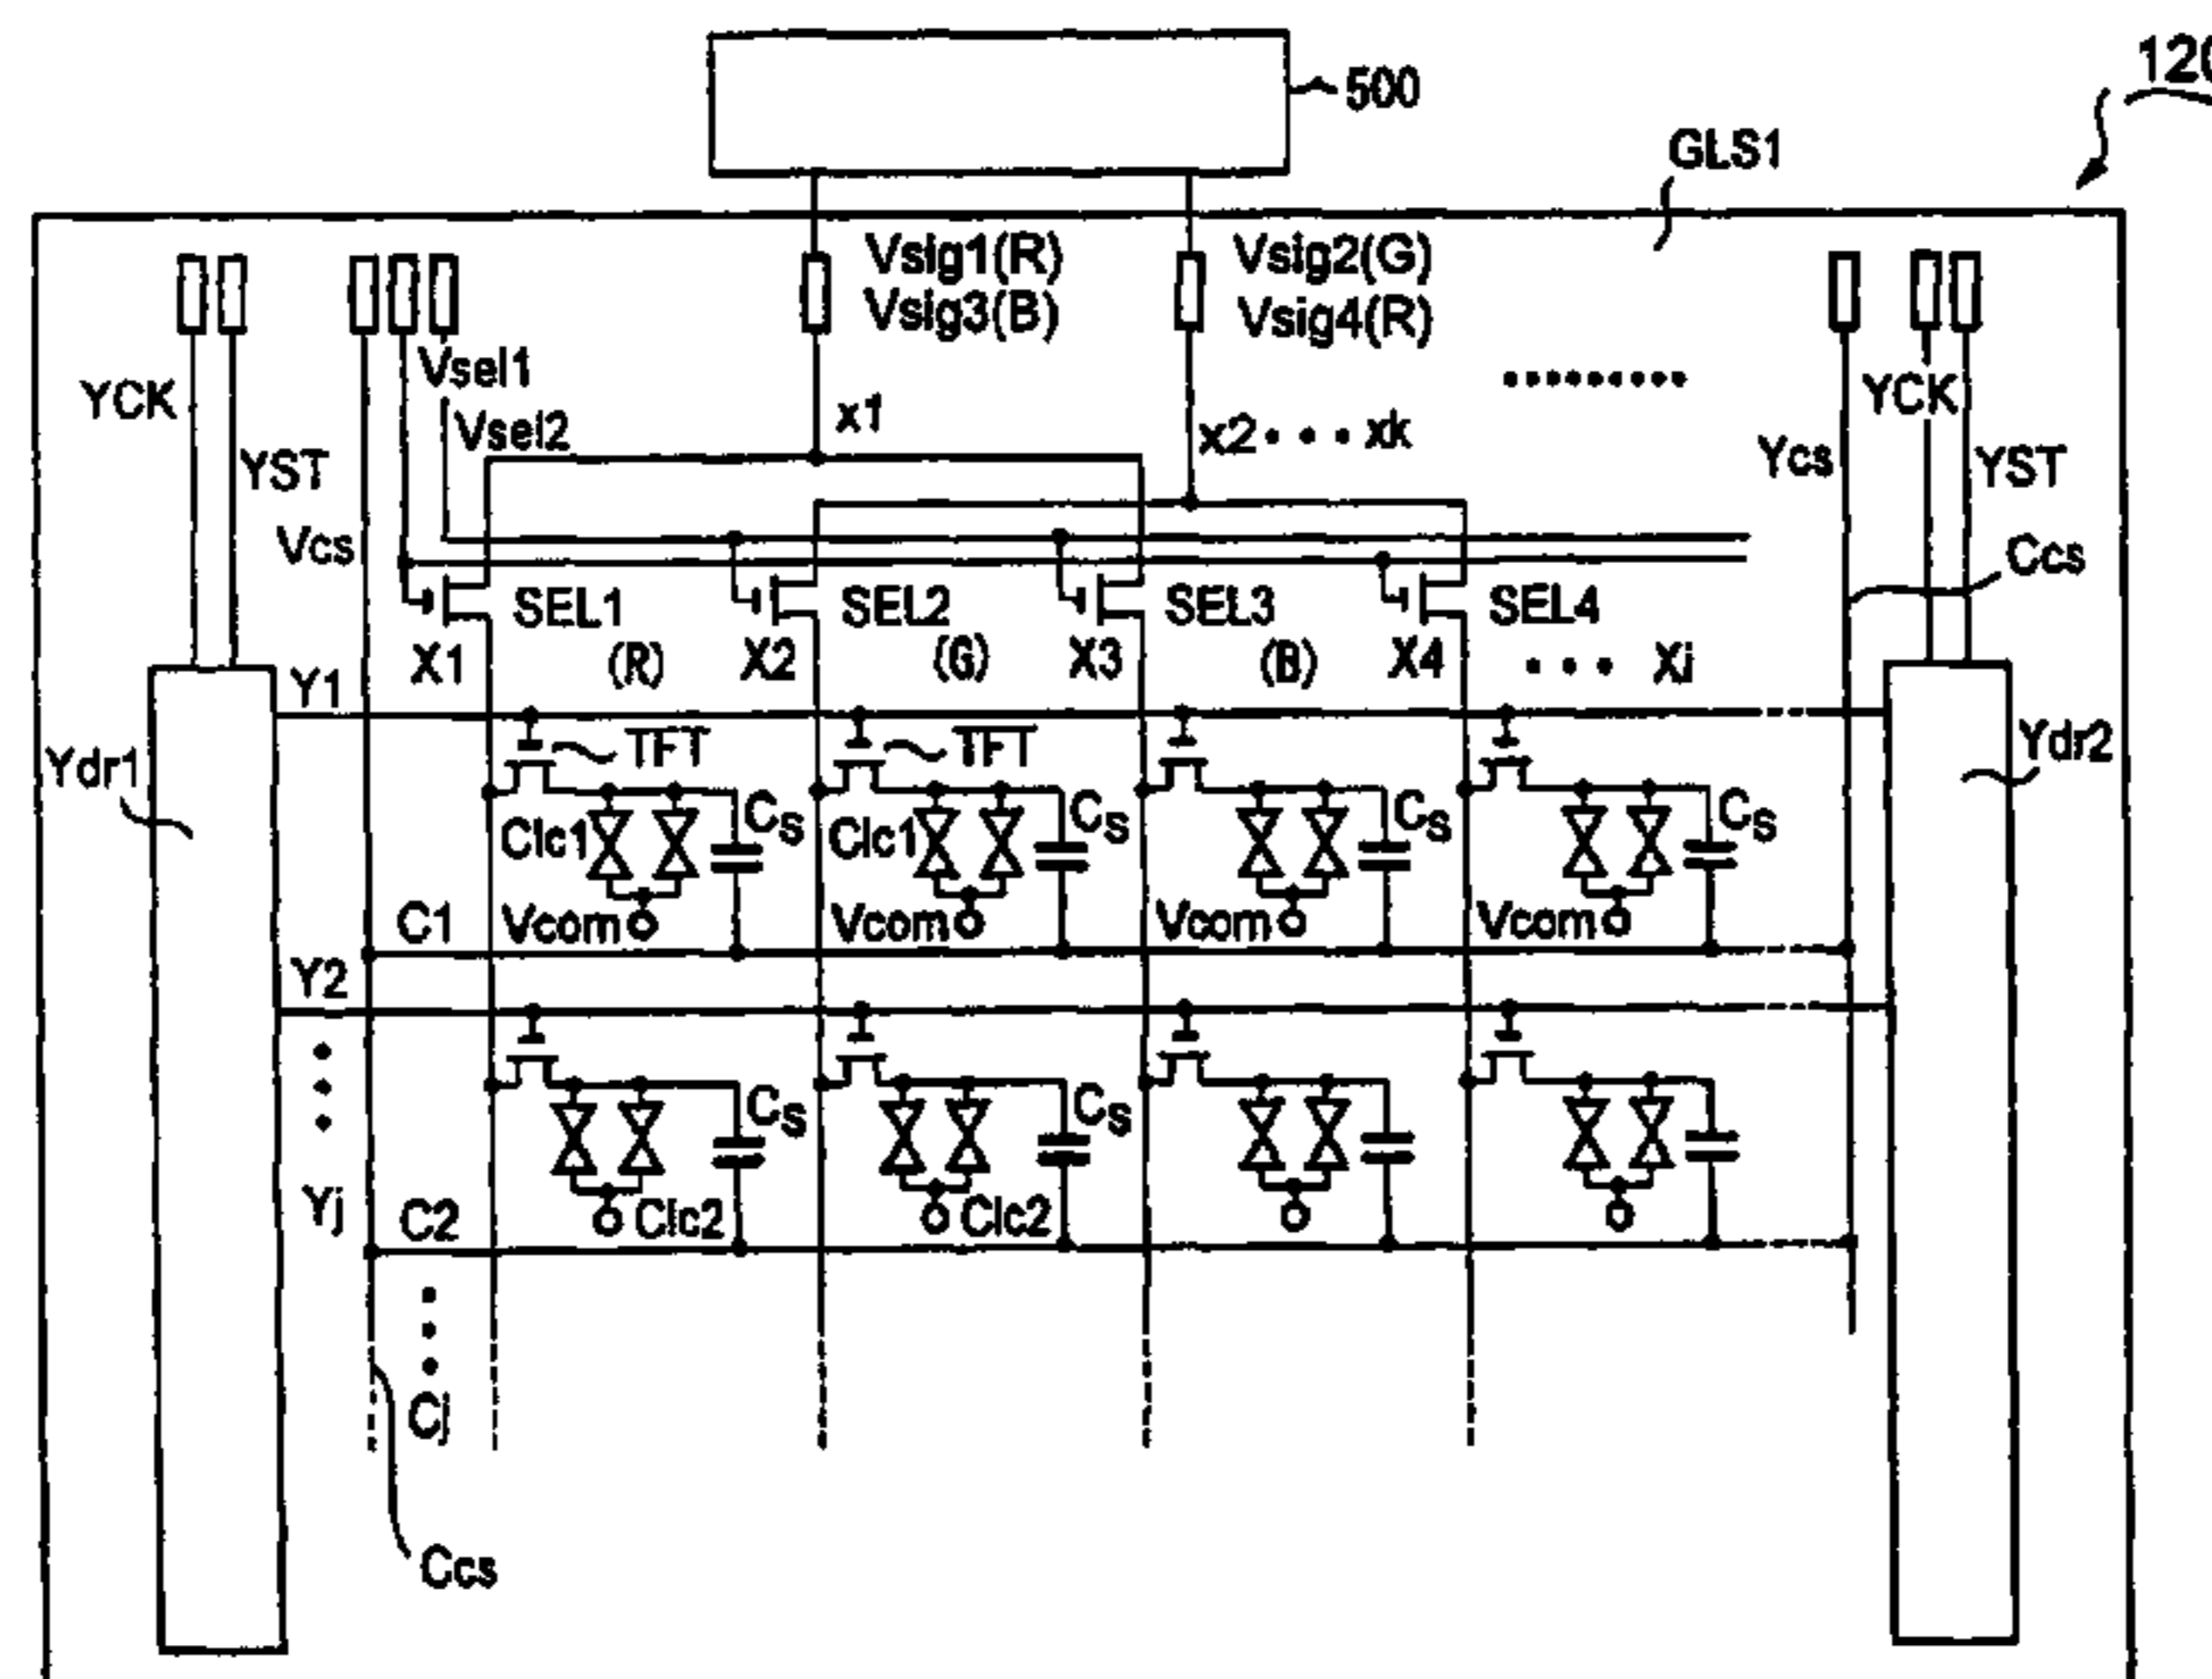 500
120
GLS1
Vsig1(R)
Vsig3(B)
Vsig2(G)
Vsig4(R)
Vsel1
Vsel2
YCK
YST
Vcs
x1
x2 • • • xk
•••••••••
YCK
Ycs
YST
Ccs
SEL1
SEL2
SEL3
SEL4
X1
(R)
X2
(G)
X3
(B)
X4
• • • Xi
Y1
TFT
TFT
Ydr1
Ydr2
Clc1
Cs
Clc1
Cs
Cs
Cs
C1
Vcom
Vcom
Vcom
Vcom
Y2
Cs
Cs
Yj
C2
Clc2
Clc2
Cj
Ccs